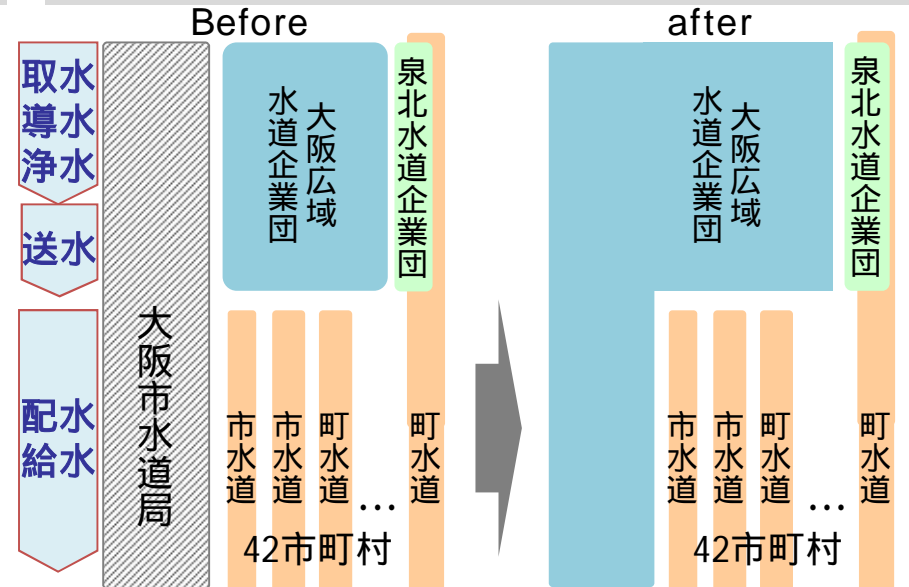 Before
after
取水
導水
浄水
送水
配水
給水
大阪市水道局
大阪広域
水道企業団
泉北水道企業団
市水道
市水道
町水道
…
町水道
42市町村
大阪広域
水道企業団
泉北水道企業団
市水道
市水道
町水道
…
町水道
42市町村